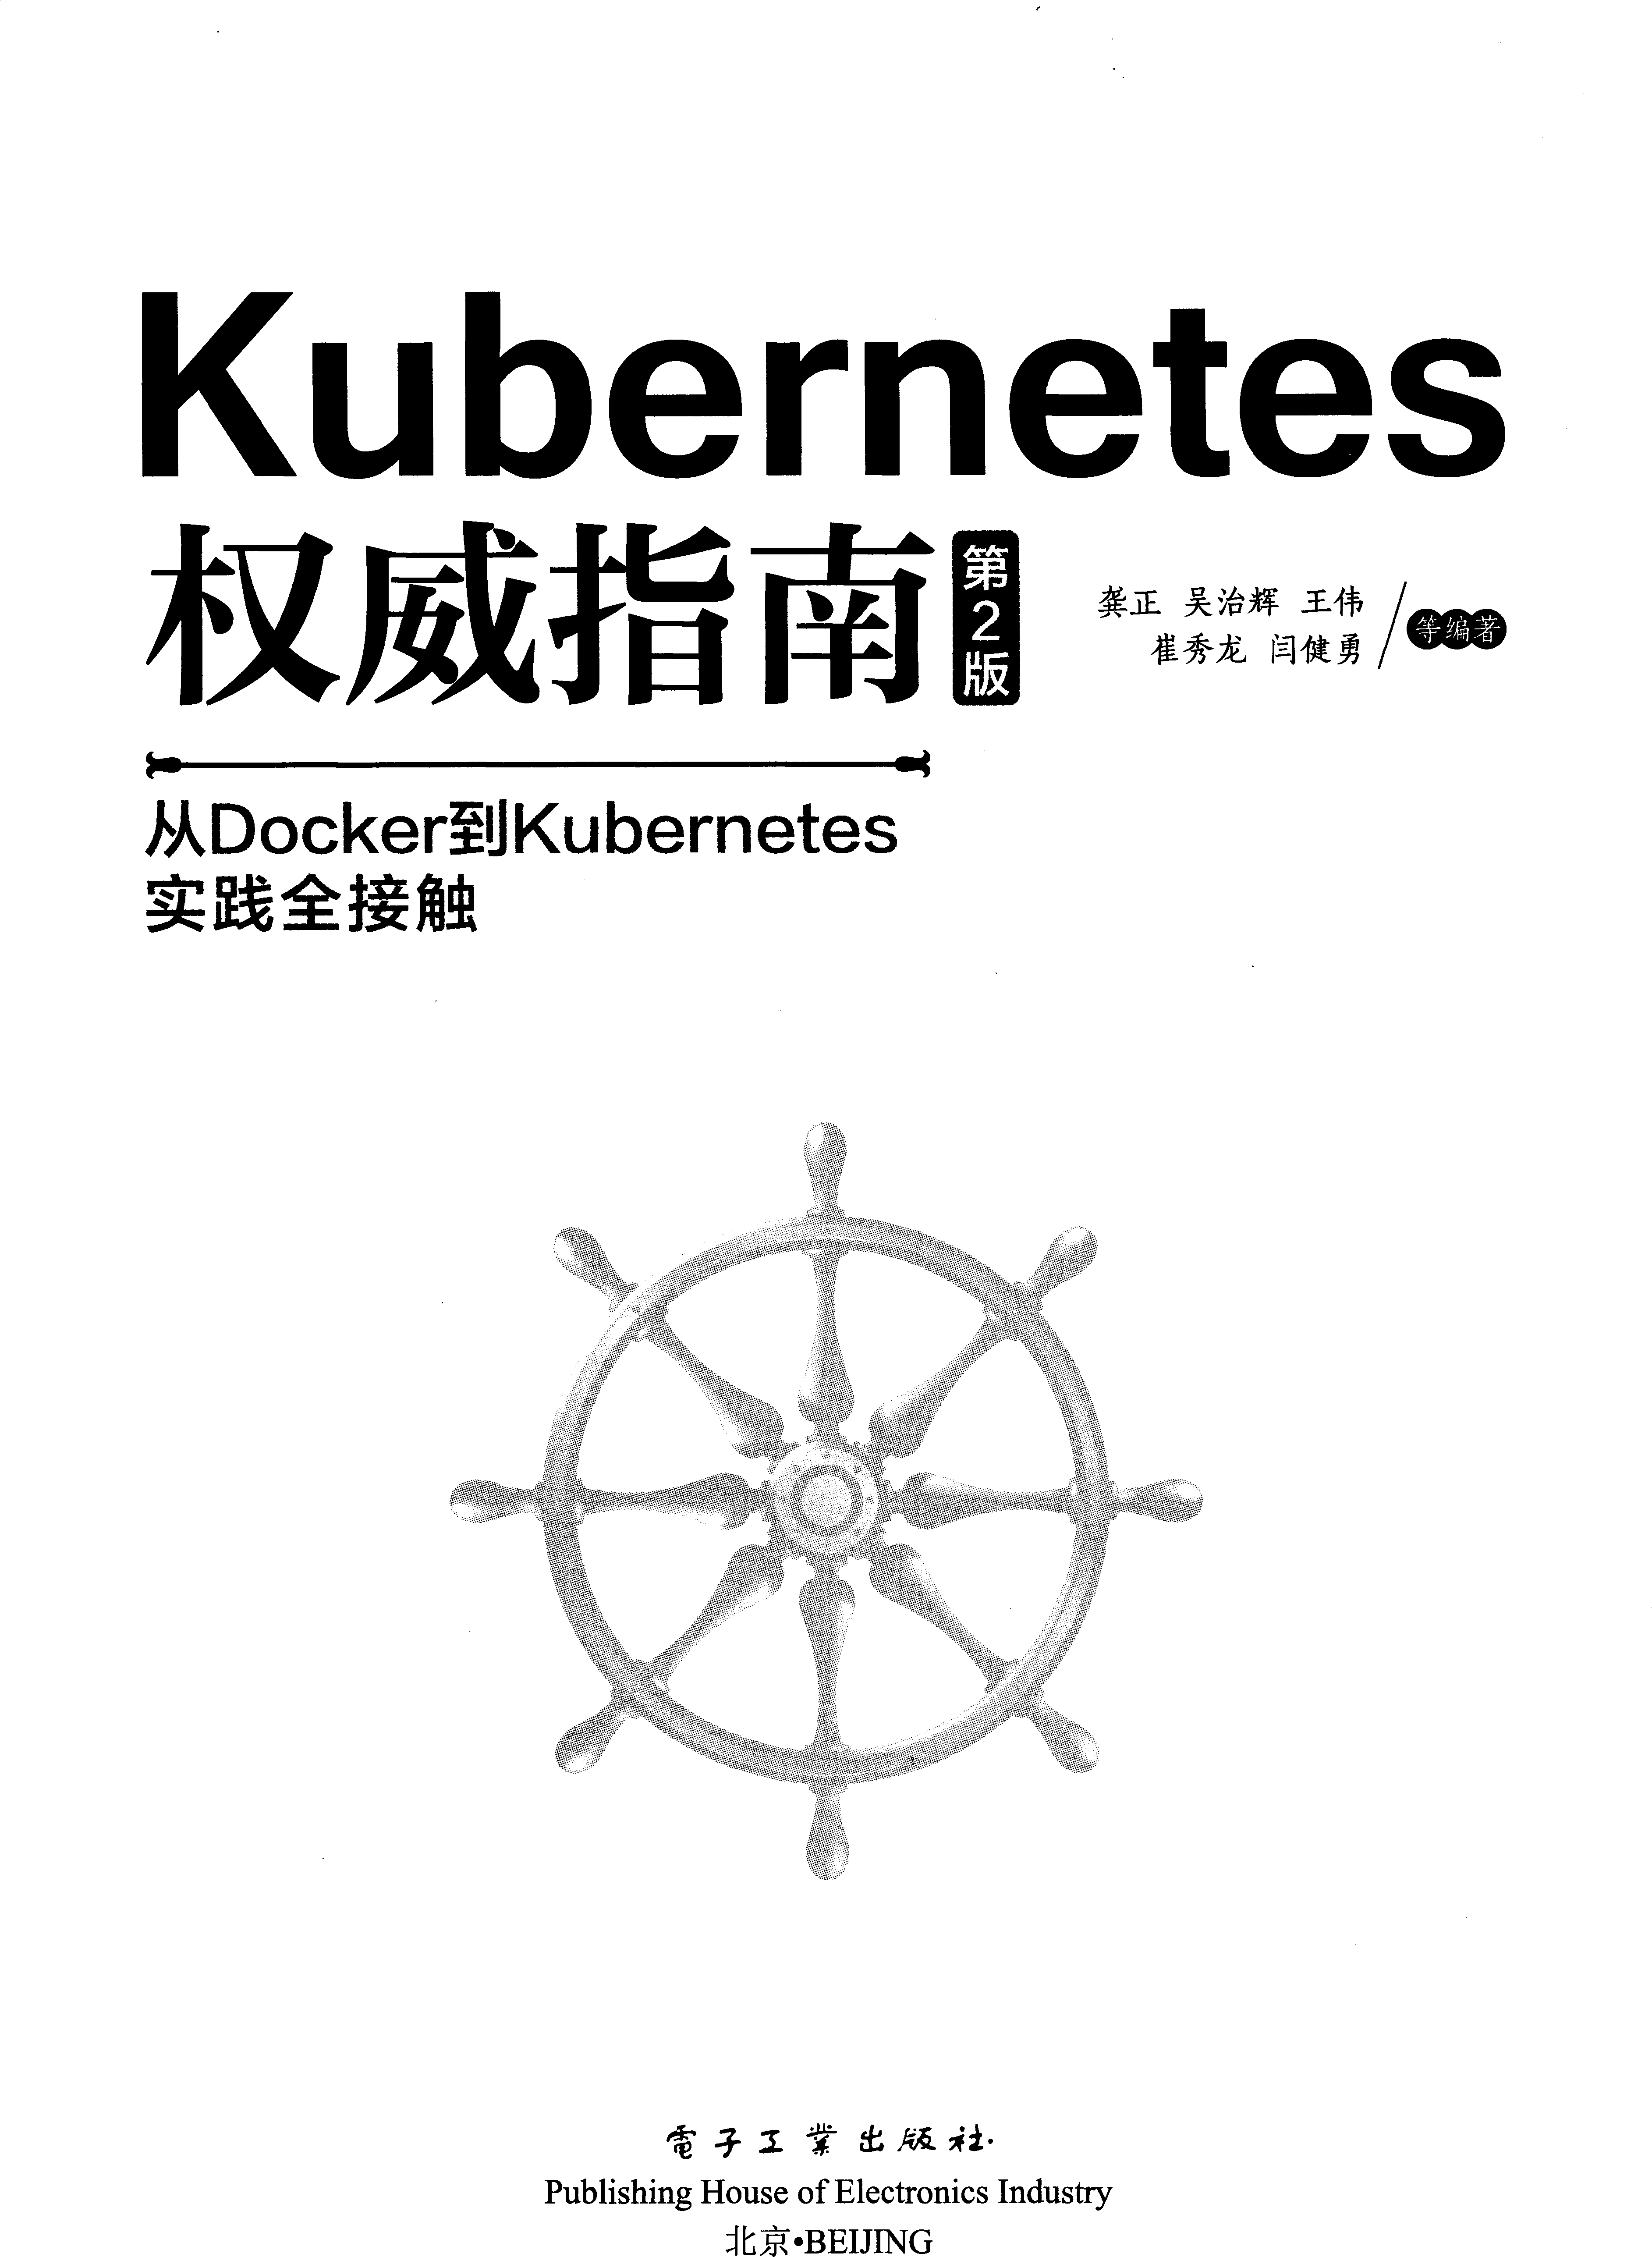 Kubernetes
权威指南
第2版
龚正 吴治辉 王伟
崔秀龙 闫健勇
等编著
从Docker到Kubernetes
实践全接触
電子工業出版社
Publishing House of Electronics Industry
北京•BEIJING